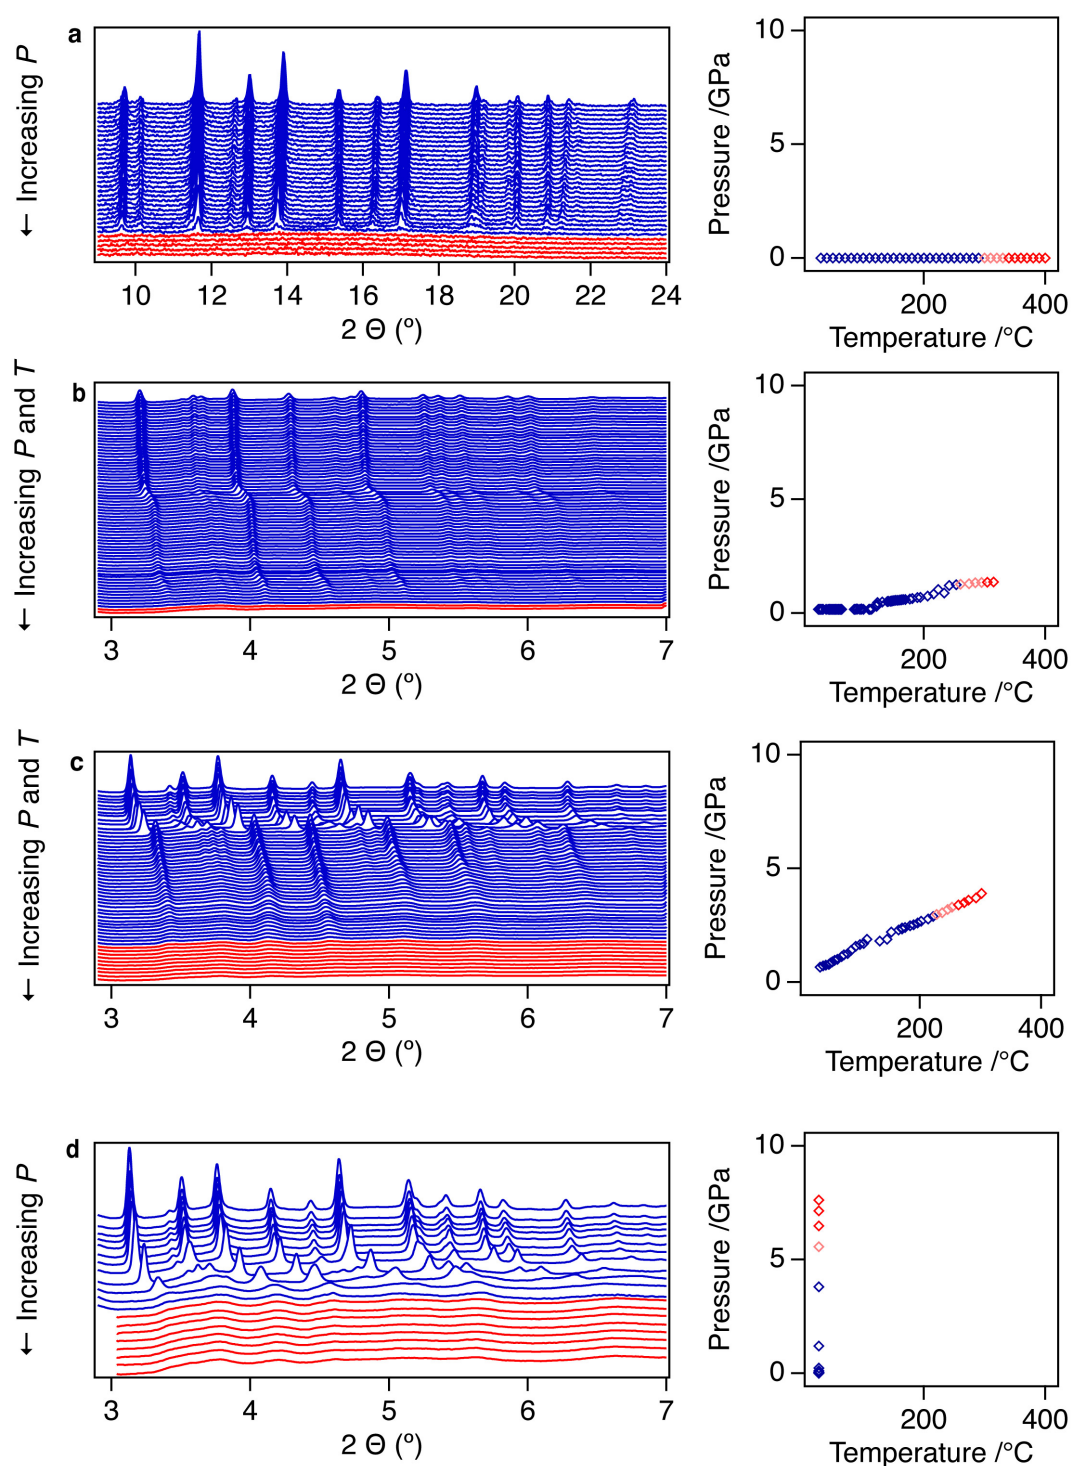 a
← Increasing P
10 12 14 16 18 20 22 24
2 Θ (º)
Pressure /GPa
10
5
0
200 400
Temperature /°C
b
← Increasing P and T
3 4 5 6 7
2 Θ (º)
Pressure /GPa
10
5
0
200 400
Temperature /°C
c
← Increasing P and T
3 4 5 6 7
2 Θ (º)
Pressure /GPa
10
5
0
200 400
Temperature /°C
d
← Increasing P
3 4 5 6 7
2 Θ (º)
Pressure /GPa
10
5
0
200 400
Temperature /°C